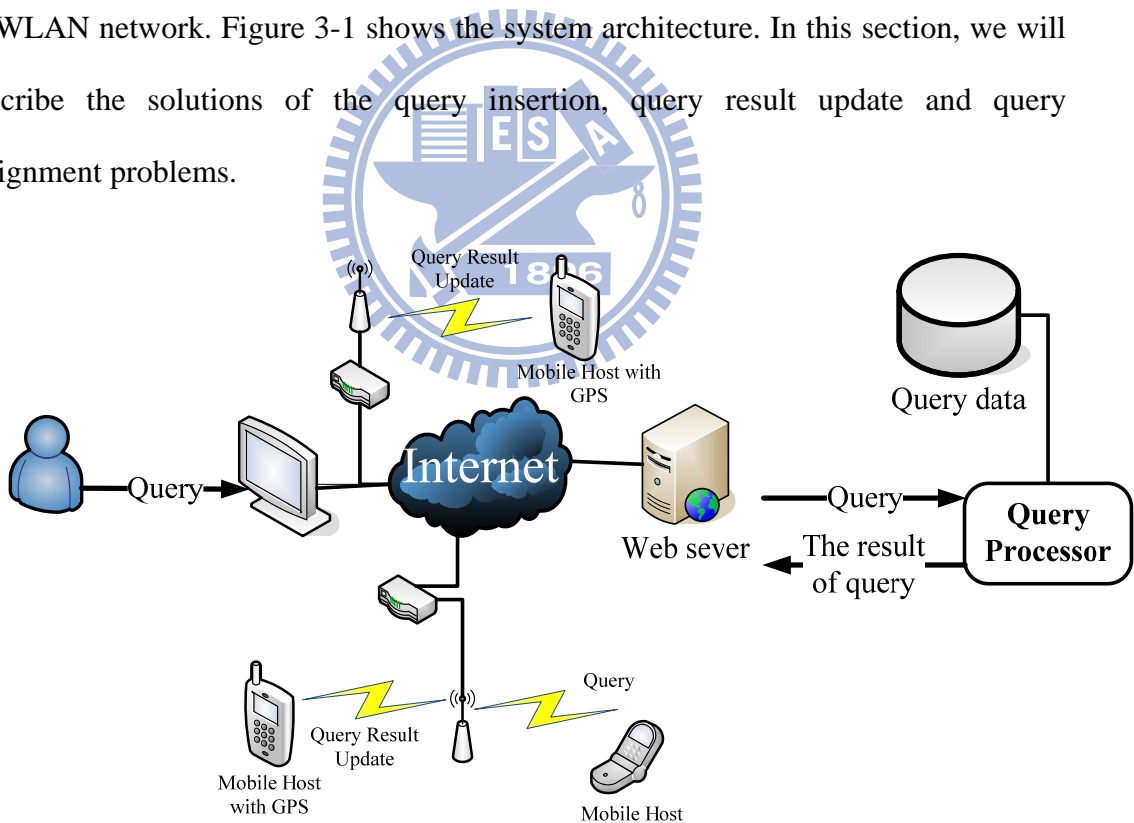 WLAN network. Figure 3-1 shows the system architecture. In this section, we will
cribe the solutions of the query insertion, query result update and query
ignment problems.
ES
A
1896
Query Result
Update
Mobile Host with
GPS
Query data
Query
Internet
Web sever
Query
The result
of query
Query
Processor
Query Result
Update
Query
Mobile Host
with GPS
Mobile Host